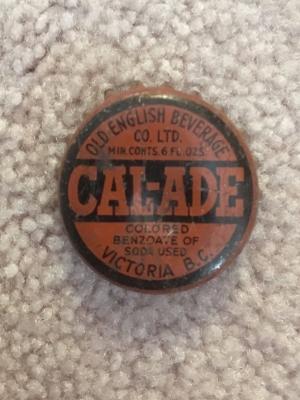 OLD ENGLISH BEVERAGE
CO. LTD.
MIN. CONTS. 6 FL. OZS.
CAL-ADE
COLORED
BENZOATE OF
SODA USED
VICTORIA B.C.